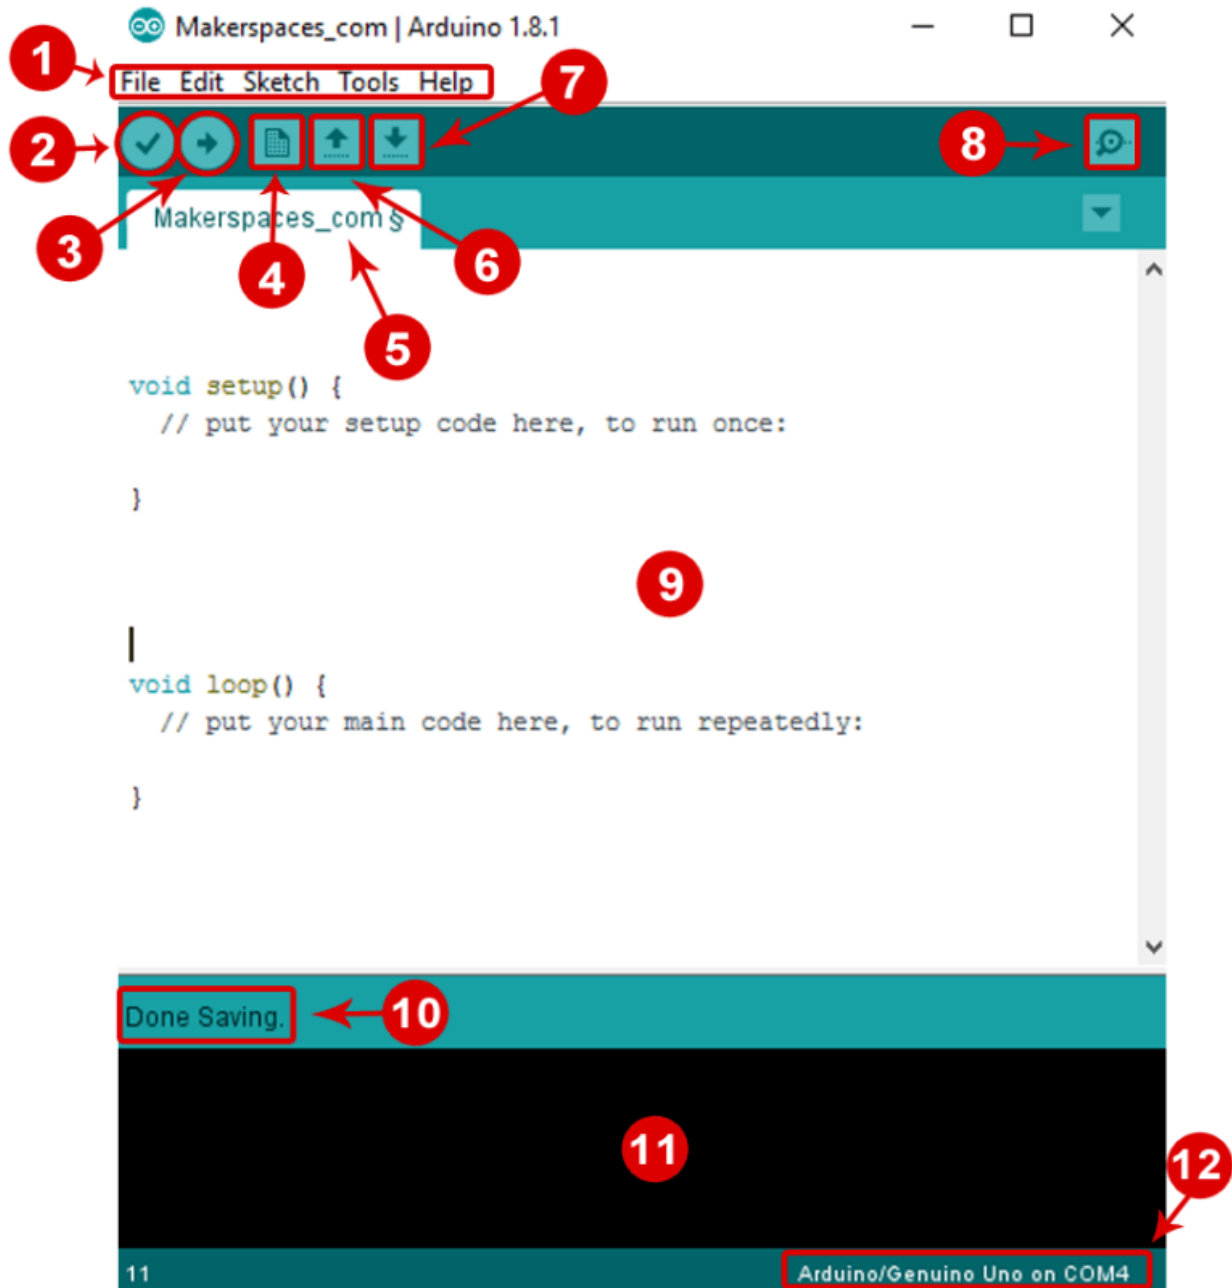 Makerspaces_com | Arduino 1.8.1
1
File Edit Sketch Tools Help
7
2
8
Makerspaces_com §
3
4
6
5
void setup() {
// put your setup code here, to run once:
}
9
void loop() {
// put your main code here, to run repeatedly:
}
Done Saving.
10
11
12
11
Arduino/Genuino Uno on COM4